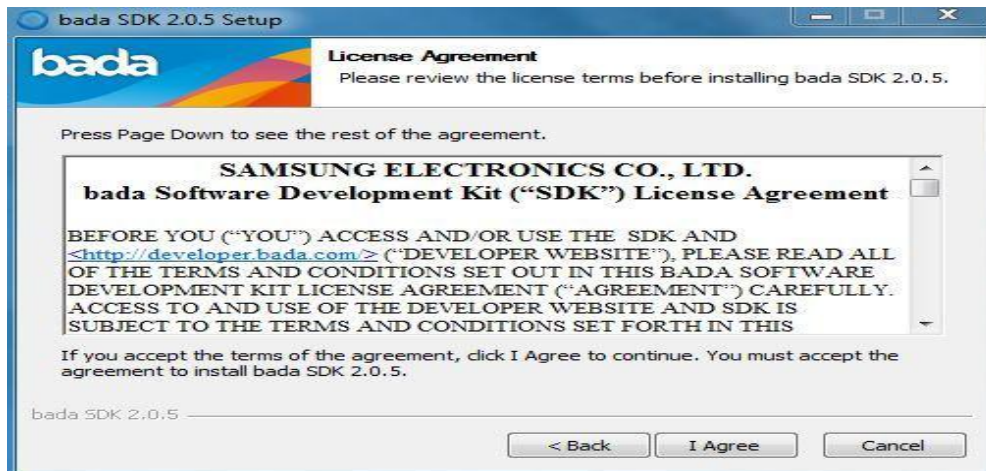 bada SDK 2.0.5 Setup
bada
License Agreement
Please review the license terms before installing bada SDK 2.0.5.
Press Page Down to see the rest of the agreement.
SAMSUNG ELECTRONICS CO., LTD.
bada Software Development Kit (“SDK”) License Agreement
BEFORE YOU (“YOU”) ACCESS AND/OR USE THE SDK AND
<http://developer.bada.com/> (“DEVELOPER WEBSITE”), PLEASE READ ALL
OF THE TERMS AND CONDITIONS SET OUT IN THIS BADA SOFTWARE
DEVELOPMENT KIT LICENSE AGREEMENT (“AGREEMENT”) CAREFULLY.
ACCESS TO AND USE OF THE DEVELOPER WEBSITE AND SDK IS
SUBJECT TO THE TERMS AND CONDITIONS SET FORTH IN THIS
If you accept the terms of the agreement, click I Agree to continue. You must accept the
agreement to install bada SDK 2.0.5.
bada SDK 2.0.5
< Back
I Agree
Cancel